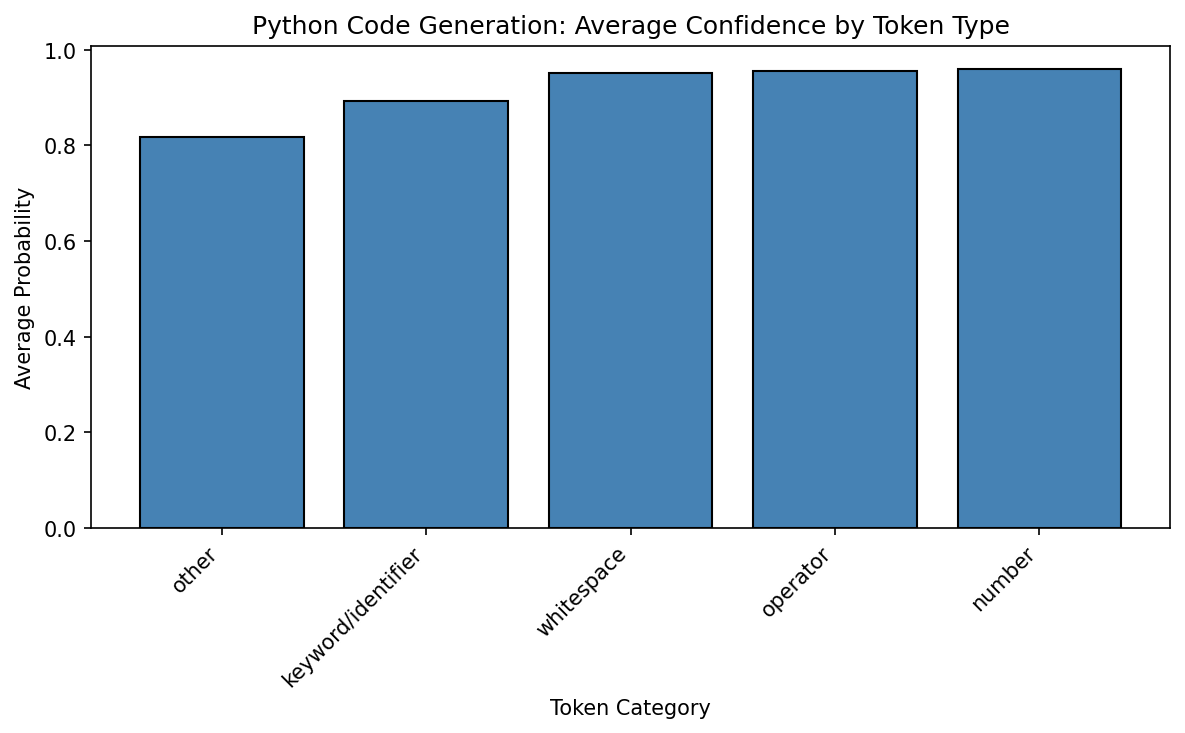 Python Code Generation: Average Confidence by Token Type
Average Probability
1.0
0.8
0.6
0.4
0.2
0.0
other
keyword/identifier
whitespace
operator
number
Token Category